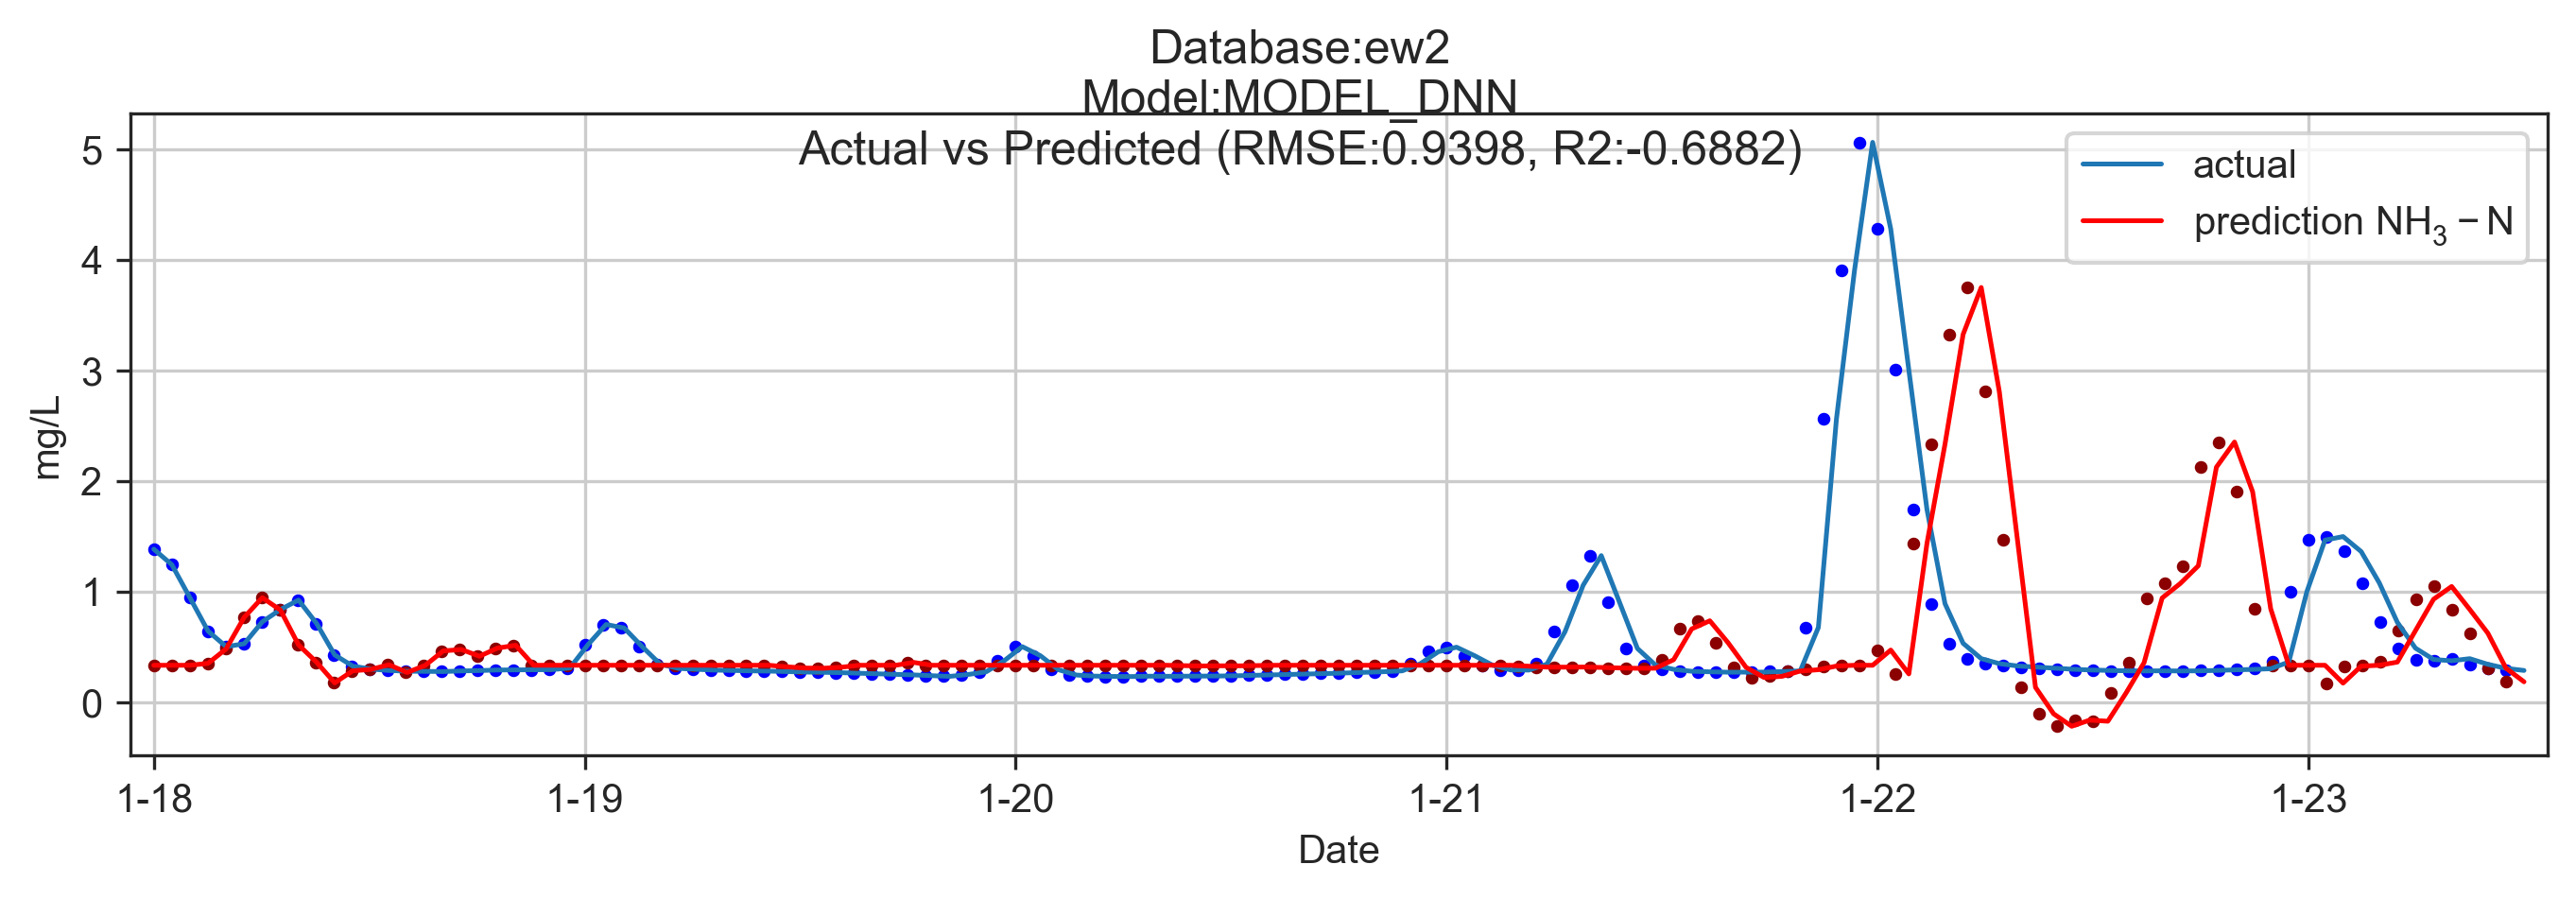 Database:ew2
Model:MODEL_DNN
Actual vs Predicted (RMSE:0.9398, R2:-0.6882)
5
4
3
2
1
0
mg/L
actual
prediction NH₃ − N
1-18 1-19 1-20 1-21 1-22 1-23
Date